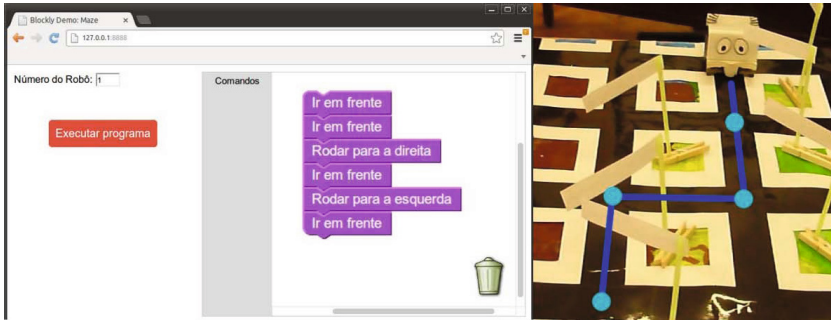 Blockly Demo: Maze
127.0.0.1:8888
Número do Robô: 1
Executar programa
Comandos
Ir em frente
Ir em frente
Rodar para a direita
Ir em frente
Rodar para a esquerda
Ir em frente